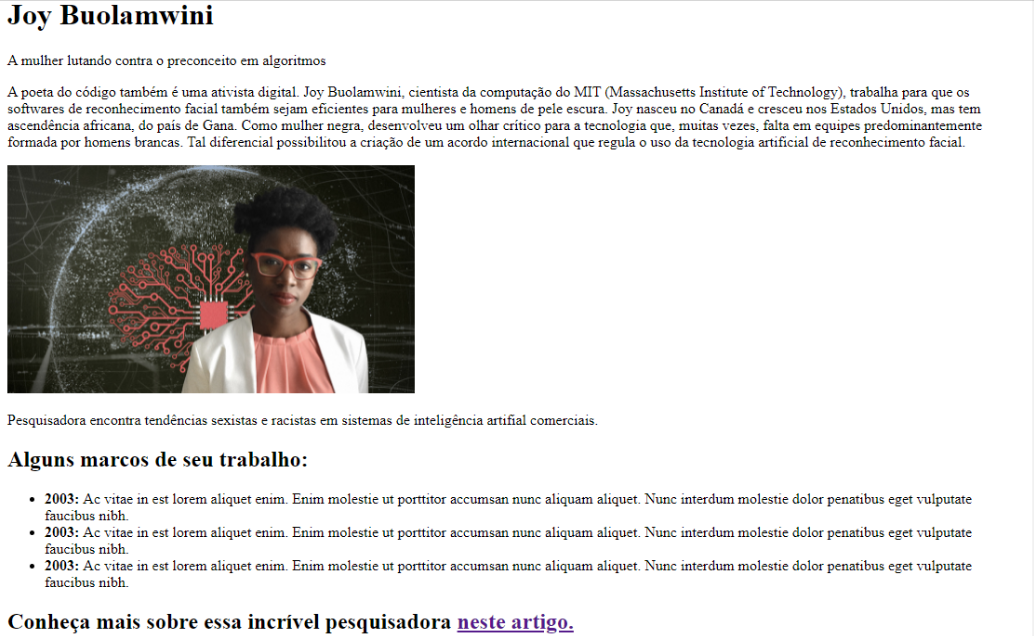 Joy Buolamwini
A mulher lutando contra o preconceito em algoritmos
A poeta do código também é uma ativista digital. Joy Buolamwini, cientista da computação do MIT (Massachusetts Institute of Technology), trabalha para que os
softwares de reconhecimento facial também sejam eficientes para mulheres e homens de pele escura. Joy nasceu no Canadá e cresceu nos Estados Unidos, mas tem
ascendência africana, do país de Gana. Como mulher negra, desenvolveu um olhar crítico para a tecnologia que, muitas vezes, falta em equipes predominantemente
formada por homens brancas. Tal diferencial possibilitou a criação de um acordo internacional que regula o uso da tecnologia artificial de reconhecimento facial.
Pesquisadora encontra tendências sexistas e racistas em sistemas de inteligência artifial comerciais.
Alguns marcos de seu trabalho:
• 2003: Ac vitae in est lorem aliquet enim. Enim molestie ut porttitor accumsan nunc aliquam aliquet. Nunc interdum molestie dolor penatibus eget vulputate
faucibus nibh.
• 2003: Ac vitae in est lorem aliquet enim. Enim molestie ut porttitor accumsan nunc aliquam aliquet. Nunc interdum molestie dolor penatibus eget vulputate
faucibus nibh.
• 2003: Ac vitae in est lorem aliquet enim. Enim molestie ut porttitor accumsan nunc aliquam aliquet. Nunc interdum molestie dolor penatibus eget vulputate
faucibus nibh.
Conheça mais sobre essa incrível pesquisadora neste artigo.